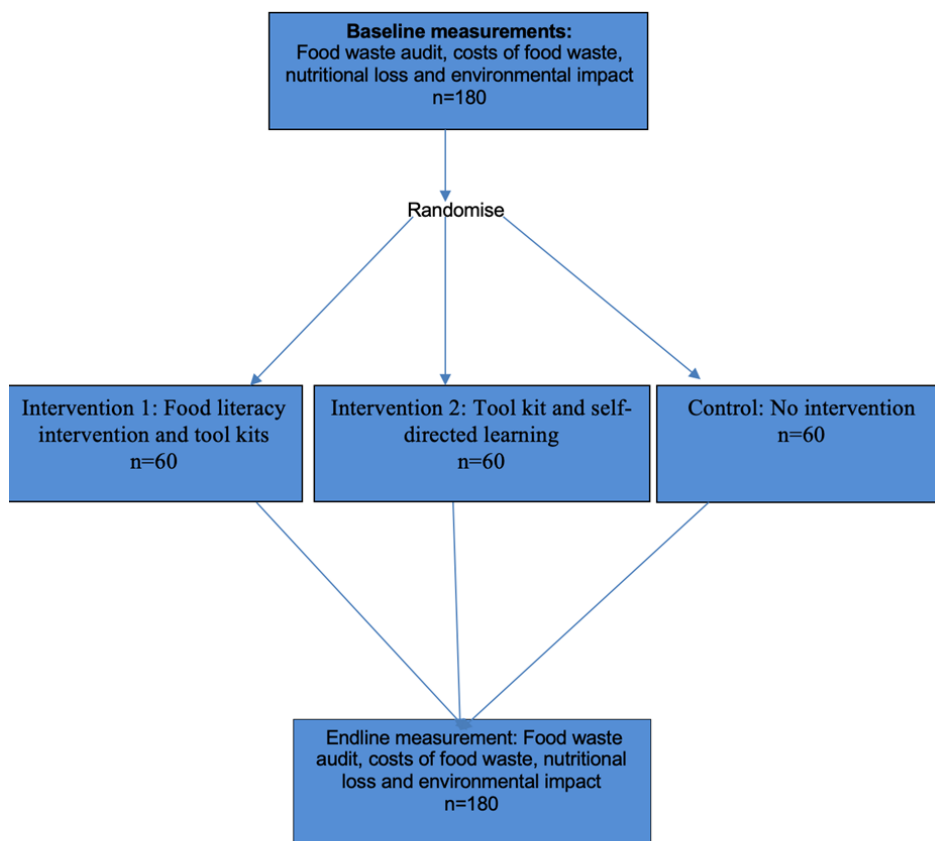 Baseline measurements:
Food waste audit, costs of food waste,
nutritional loss and environmental impact
n=180
Randomise
Intervention 1: Food literacy
intervention and tool kits
n=60
Intervention 2: Tool kit and self-
directed learning
n=60
Control: No intervention
n=60
Endline measurement: Food waste
audit, costs of food waste, nutritional
loss and environmental impact
n=180